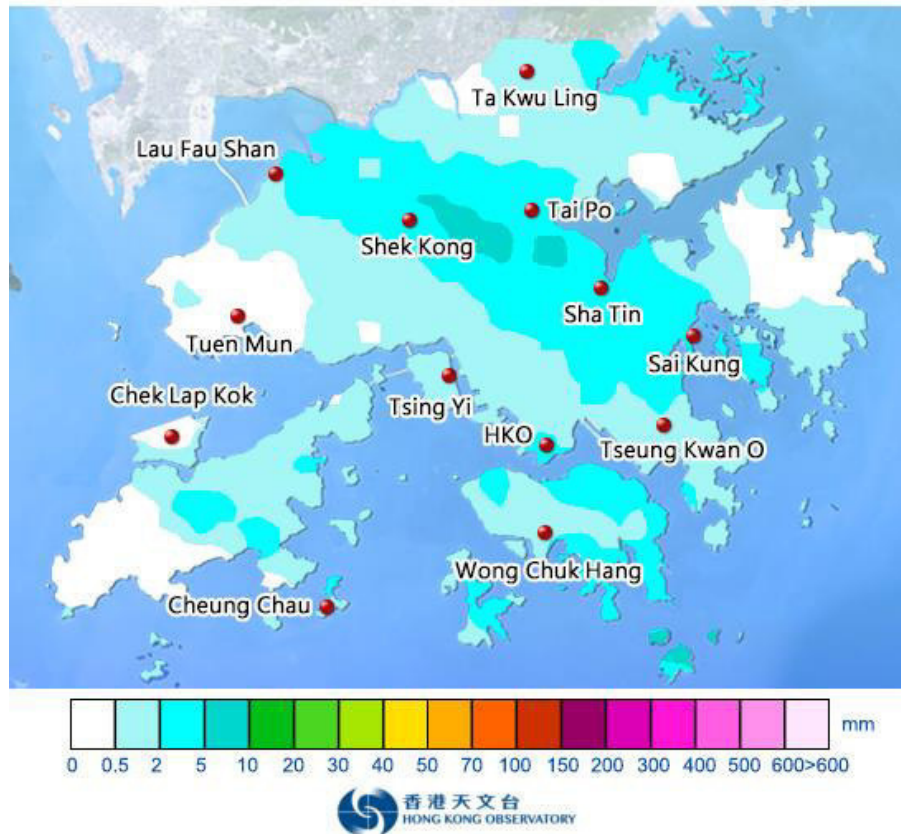 Ta Kwu Ling
Lau Fau Shan
Tai Po
Shek Kong
Sha Tin
Tuen Mun
Sai Kung
Chek Lap Kok
Tsing Yi
HKO
Tseung Kwan O
Wong Chuk Hang
Cheung Chau
mm
0 0.5 2 5 10 20 30 40 50 70 100 150 200 300 400 500 600>600
香港天文台
HONG KONG OBSERVATORY